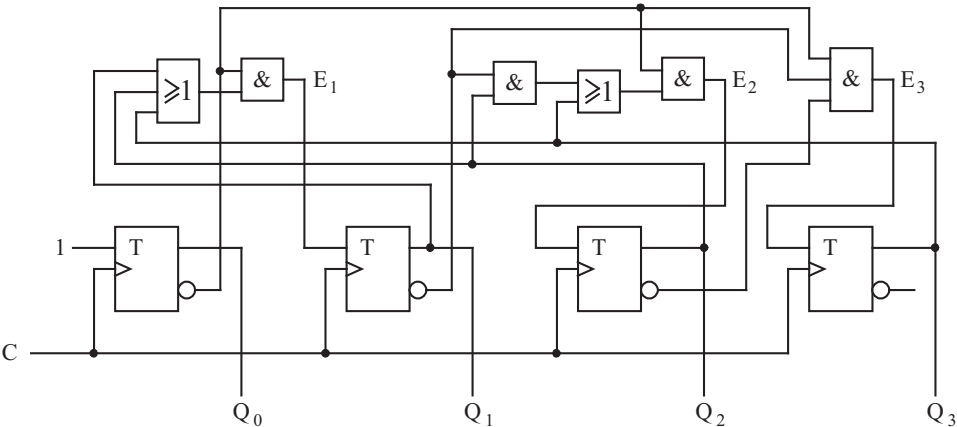 ≥1 & E1 & ≥1 & E2 & E3
1 T T T T
C
Q0 Q1 Q2 Q3